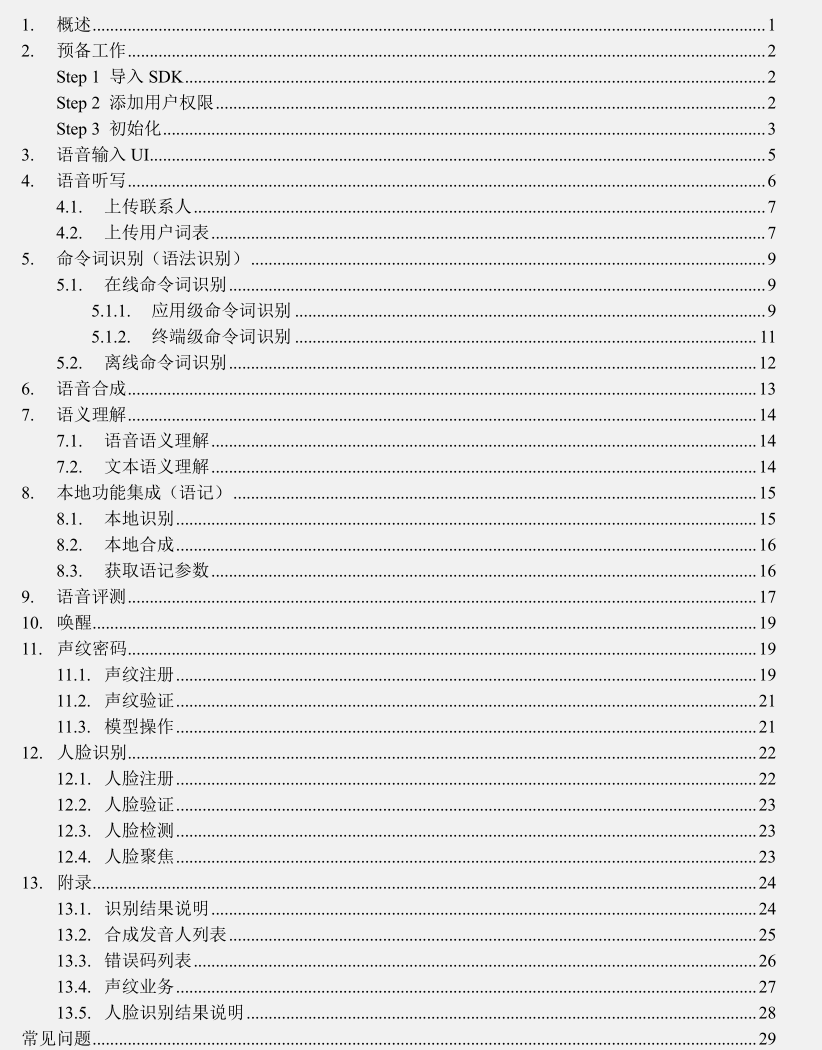 1. 概述........1
2. 预备工作........2
Step 1 导入 SDK........2
Step 2 添加用户权限........2
Step 3 初始化........3
3. 语音输入 UI........5
4. 语音听写........6
4.1. 上传联系人........7
4.2. 上传用户词表........7
5. 命令词识别（语法识别）........9
5.1. 在线命令词识别........9
5.1.1. 应用级命令词识别........9
5.1.2. 终端级命令词识别........11
5.2. 离线命令词识别........12
6. 语音合成........13
7. 语义理解........14
7.1. 语音语义理解........14
7.2. 文本语义理解........14
8. 本地功能集成（语记）........15
8.1. 本地识别........15
8.2. 本地合成........16
8.3. 获取语记参数........16
9. 语音评测........17
10. 唤醒........19
11. 声纹密码........19
11.1. 声纹注册........19
11.2. 声纹验证........21
11.3. 模型操作........21
12. 人脸识别........22
12.1. 人脸注册........22
12.2. 人脸验证........23
12.3. 人脸检测........23
12.4. 人脸聚焦........23
13. 附录........24
13.1. 识别结果说明........24
13.2. 合成发音人列表........25
13.3. 错误码列表........26
13.4. 声纹业务........27
13.5. 人脸识别结果说明........28
常见问题........29